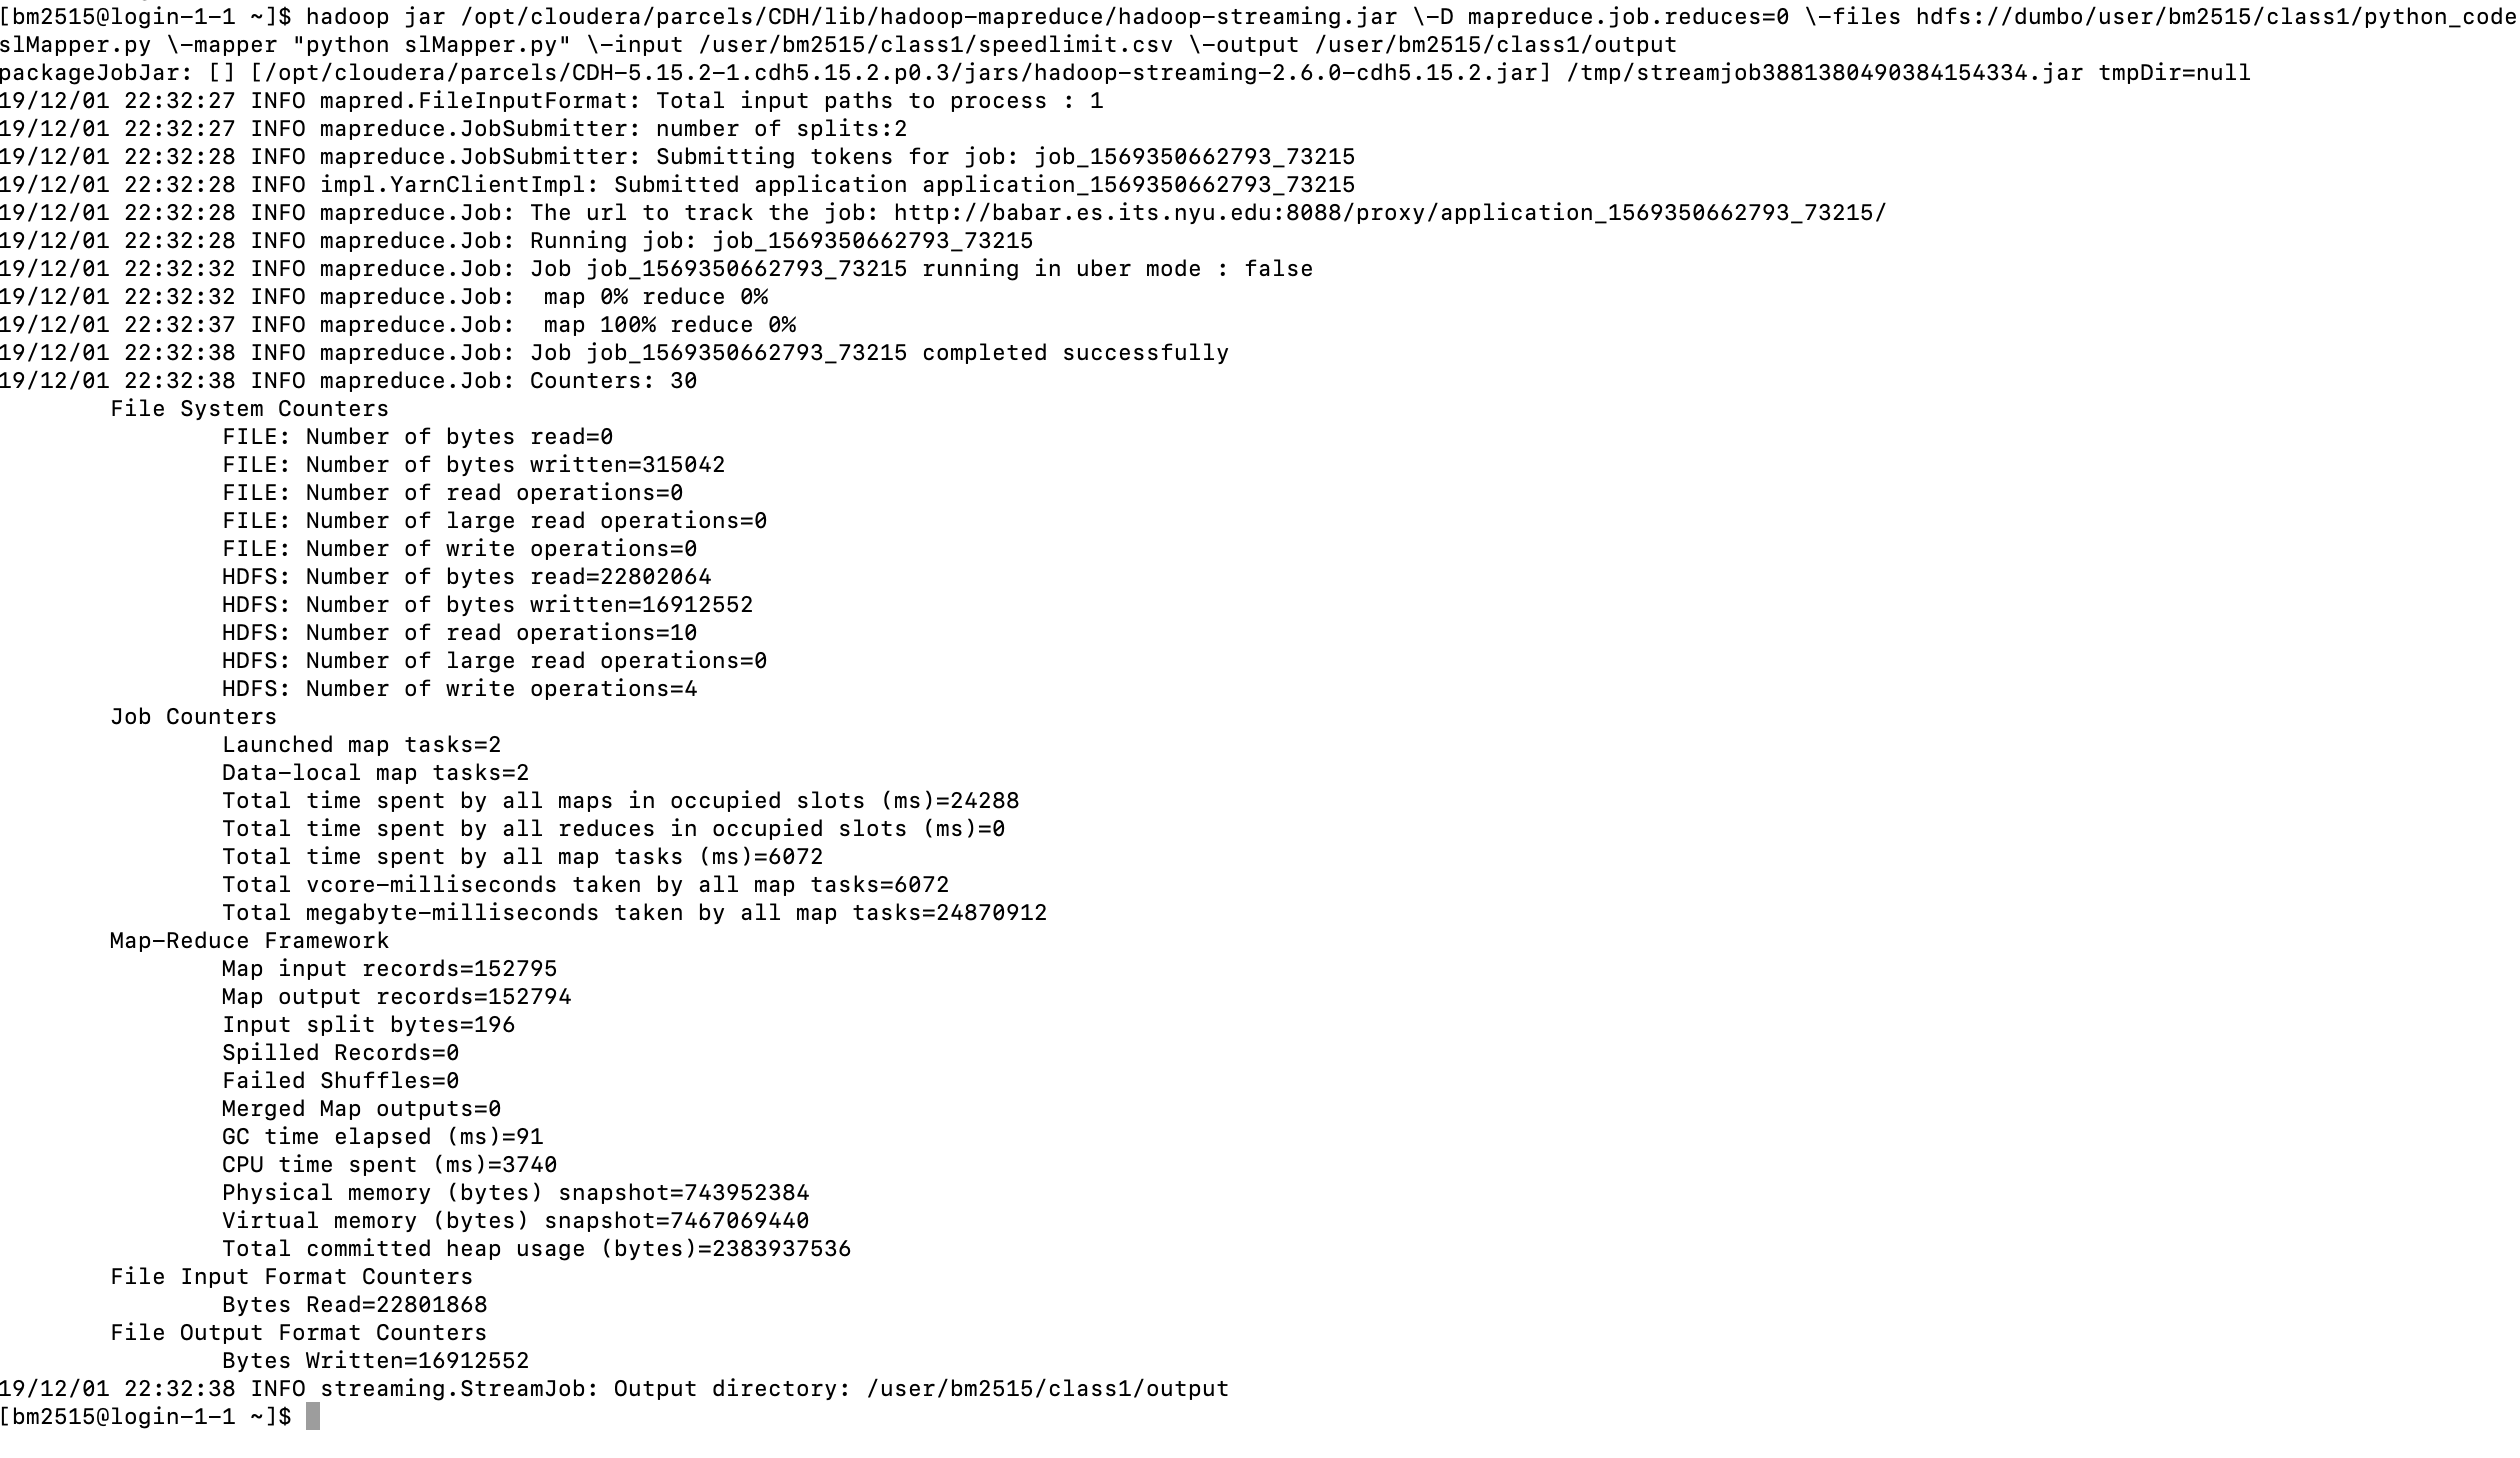 [bm2515@login-1-1 ~]$ hadoop jar /opt/cloudera/parcels/CDH/lib/hadoop-mapreduce/hadoop-streaming.jar \-D mapreduce.job.reduces=0 \-files hdfs://dumbo/user/bm2515/class1/python_code
slMapper.py \-mapper "python slMapper.py" \-input /user/bm2515/class1/speedlimit.csv \-output /user/bm2515/class1/output
packageJobJar: [] [/opt/cloudera/parcels/CDH-5.15.2-1.cdh5.15.2.p0.3/jars/hadoop-streaming-2.6.0-cdh5.15.2.jar] /tmp/streamjob3881380490384154334.jar tmpDir=null
19/12/01 22:32:27 INFO mapred.FileInputFormat: Total input paths to process : 1
19/12/01 22:32:27 INFO mapreduce.JobSubmitter: number of splits:2
19/12/01 22:32:28 INFO mapreduce.JobSubmitter: Submitting tokens for job: job_1569350662793_73215
19/12/01 22:32:28 INFO impl.YarnClientImpl: Submitted application application_1569350662793_73215
19/12/01 22:32:28 INFO mapreduce.Job: The url to track the job: http://babar.es.its.nyu.edu:8088/proxy/application_1569350662793_73215/
19/12/01 22:32:28 INFO mapreduce.Job: Running job: job_1569350662793_73215
19/12/01 22:32:32 INFO mapreduce.Job: Job job_1569350662793_73215 running in uber mode : false
19/12/01 22:32:32 INFO mapreduce.Job:  map 0% reduce 0%
19/12/01 22:32:37 INFO mapreduce.Job:  map 100% reduce 0%
19/12/01 22:32:38 INFO mapreduce.Job: Job job_1569350662793_73215 completed successfully
19/12/01 22:32:38 INFO mapreduce.Job: Counters: 30
File System Counters
FILE: Number of bytes read=0
FILE: Number of bytes written=315042
FILE: Number of read operations=0
FILE: Number of large read operations=0
FILE: Number of write operations=0
HDFS: Number of bytes read=22802064
HDFS: Number of bytes written=16912552
HDFS: Number of read operations=10
HDFS: Number of large read operations=0
HDFS: Number of write operations=4
Job Counters
Launched map tasks=2
Data-local map tasks=2
Total time spent by all maps in occupied slots (ms)=24288
Total time spent by all reduces in occupied slots (ms)=0
Total time spent by all map tasks (ms)=6072
Total vcore-milliseconds taken by all map tasks=6072
Total megabyte-milliseconds taken by all map tasks=24870912
Map-Reduce Framework
Map input records=152795
Map output records=152794
Input split bytes=196
Spilled Records=0
Failed Shuffles=0
Merged Map outputs=0
GC time elapsed (ms)=91
CPU time spent (ms)=3740
Physical memory (bytes) snapshot=743952384
Virtual memory (bytes) snapshot=7467069440
Total committed heap usage (bytes)=2383937536
File Input Format Counters
Bytes Read=22801868
File Output Format Counters
Bytes Written=16912552
19/12/01 22:32:38 INFO streaming.StreamJob: Output directory: /user/bm2515/class1/output
[bm2515@login-1-1 ~]$